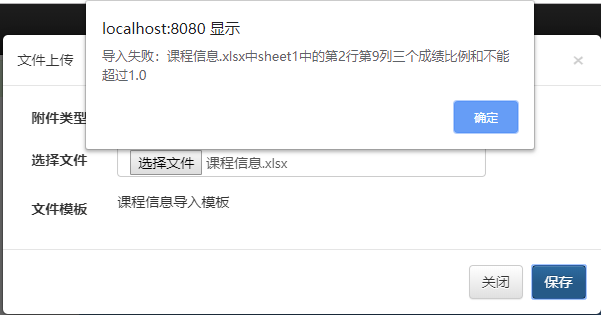 localhost:8080 显示
导入失败：课程信息.xlsx中sheet1中的第2行第9列三个成绩比例和不能
超过1.0
确定
文件上传 ×
附件类型
选择文件 选择文件 课程信息.xlsx
文件模板 课程信息导入模板
关闭 保存